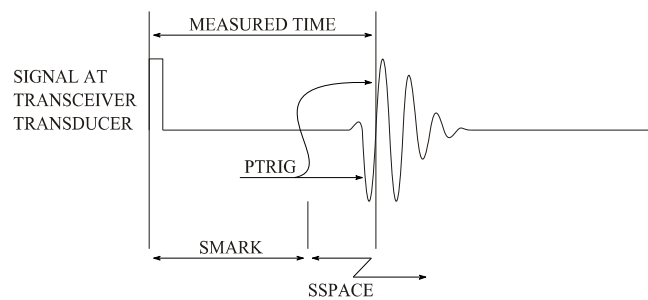 MEASURED TIME
SIGNAL AT
TRANSCEIVER
TRANSDUCER
PTRIG
SMARK
SSPACE